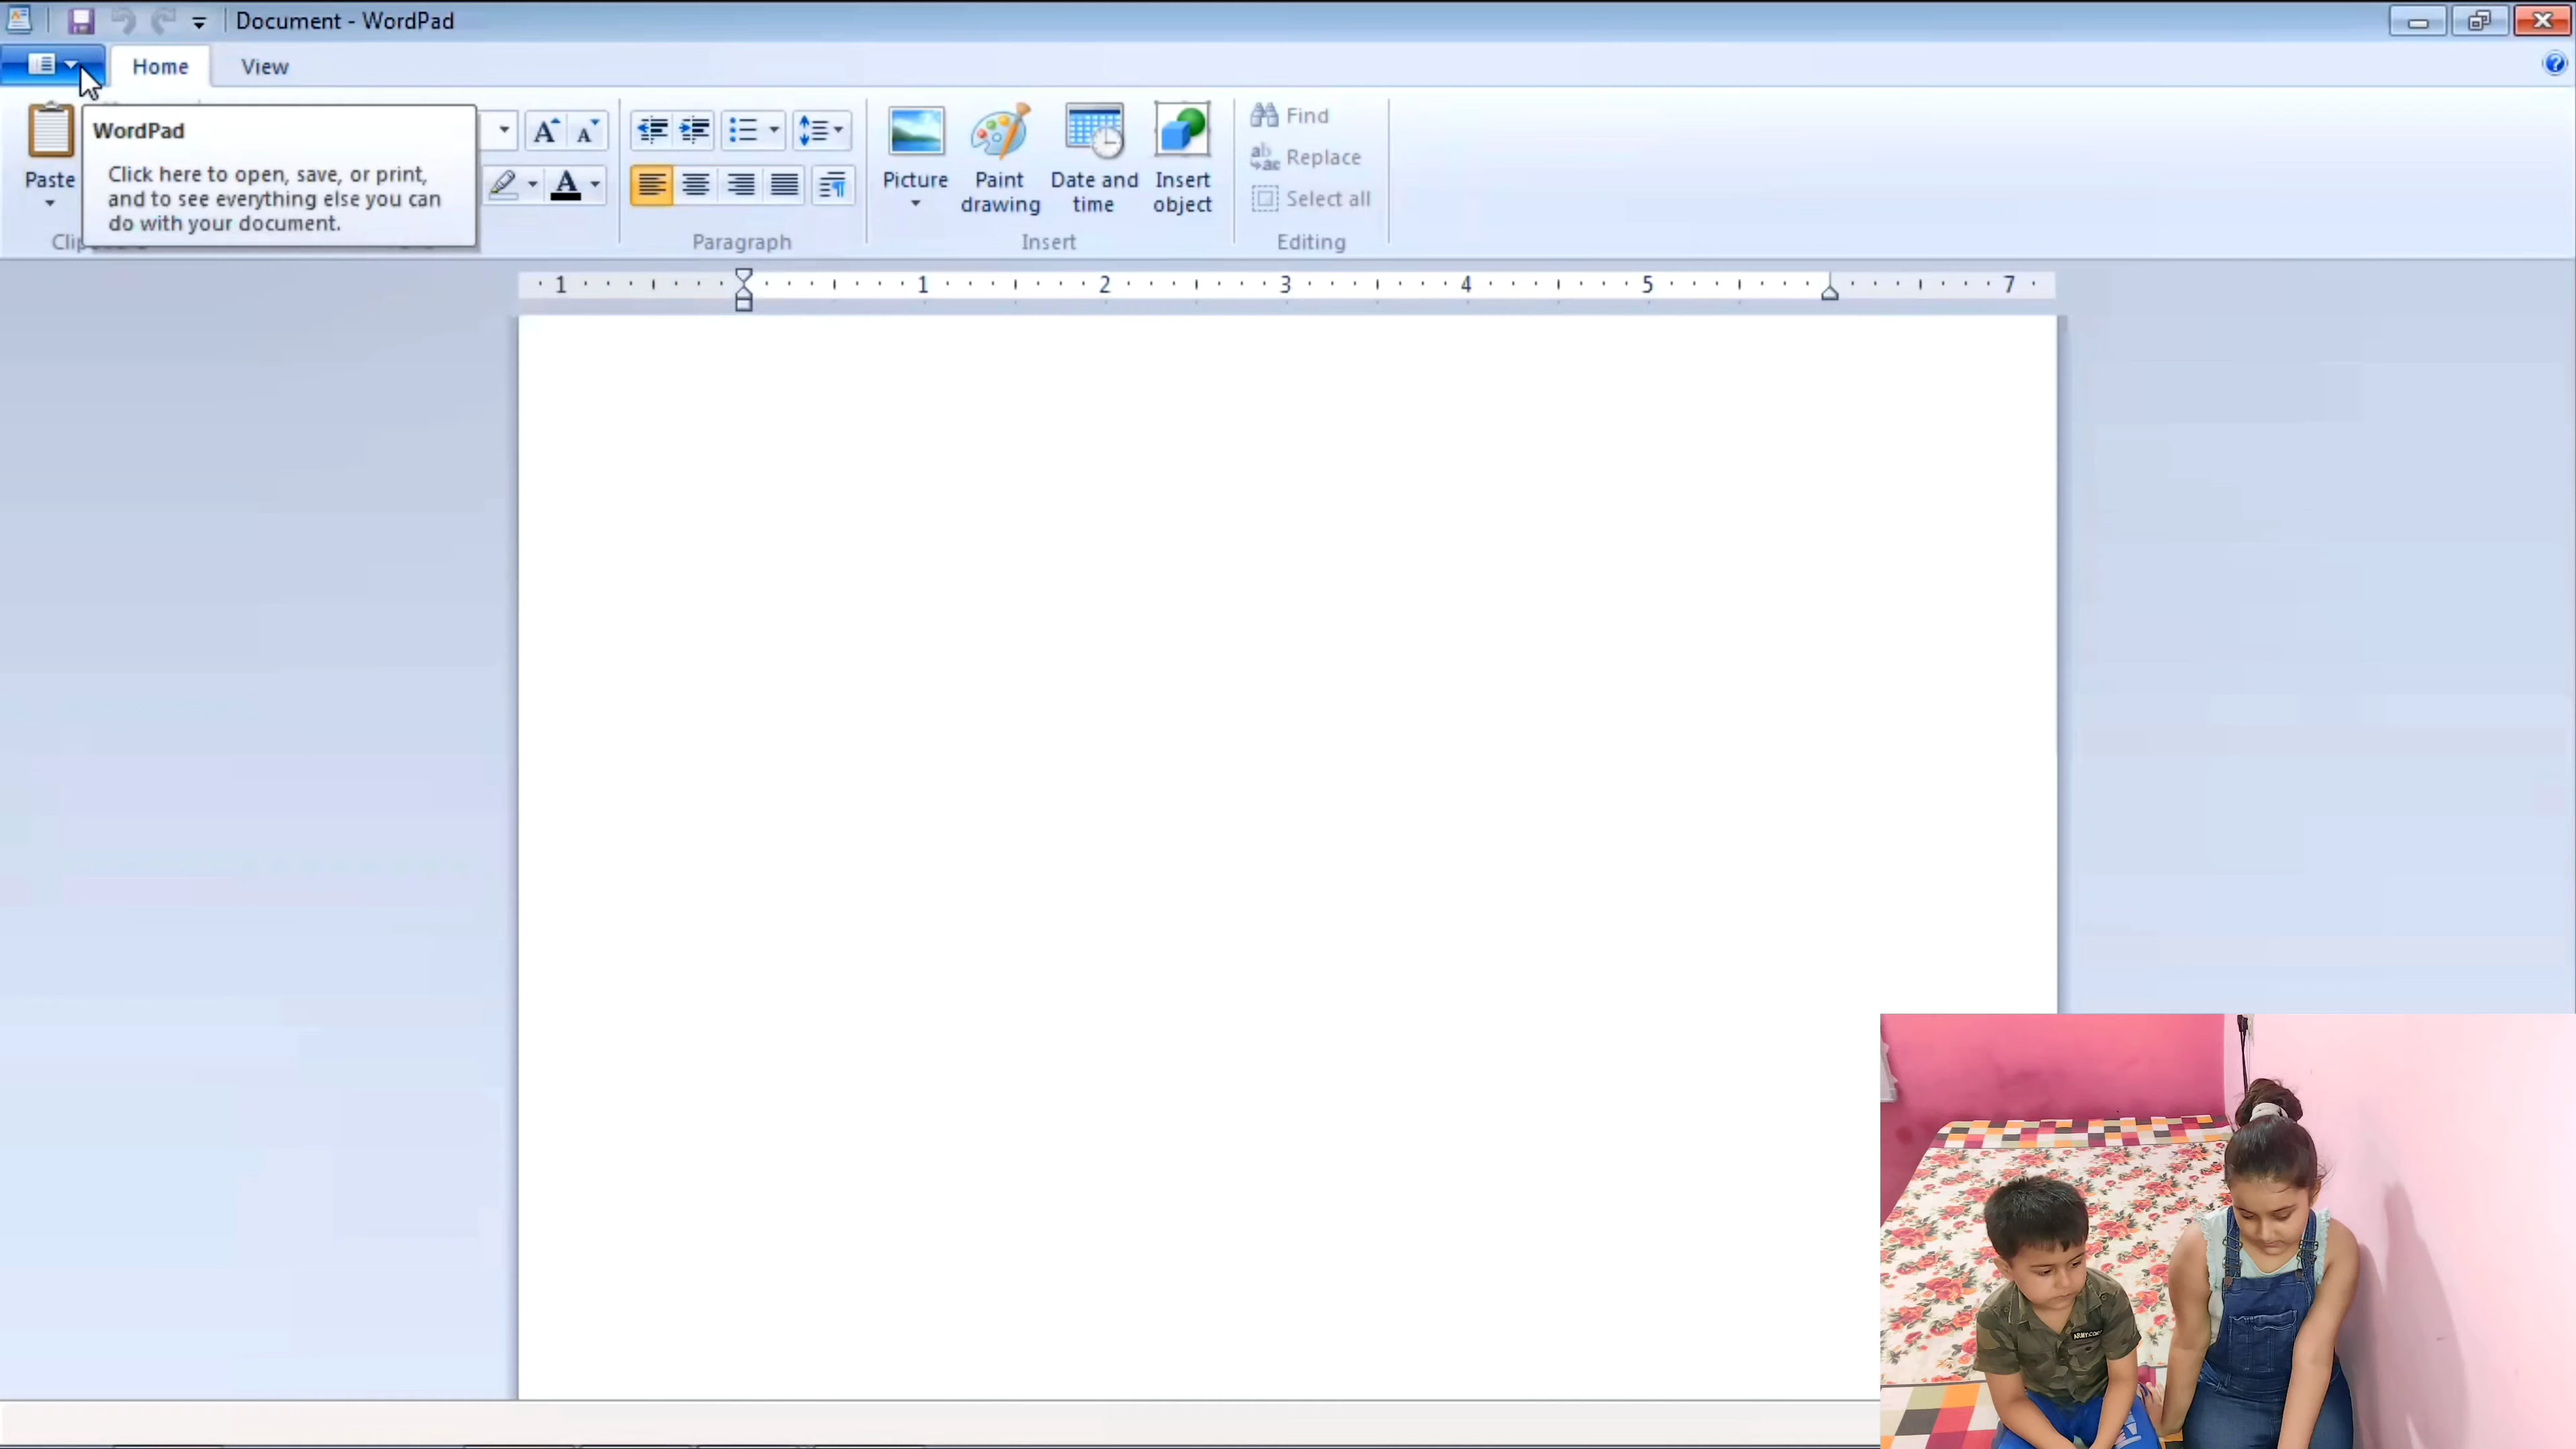 Document - WordPad
Home
View
WordPad
Click here to open, save, or print,
and to see everything else you can
do with your document.
Paste
Picture
Paint
drawing
Date and
time
Insert
object
Find
Replace
Select all
Paragraph
Insert
Editing
1 1 2 3 4 5 7